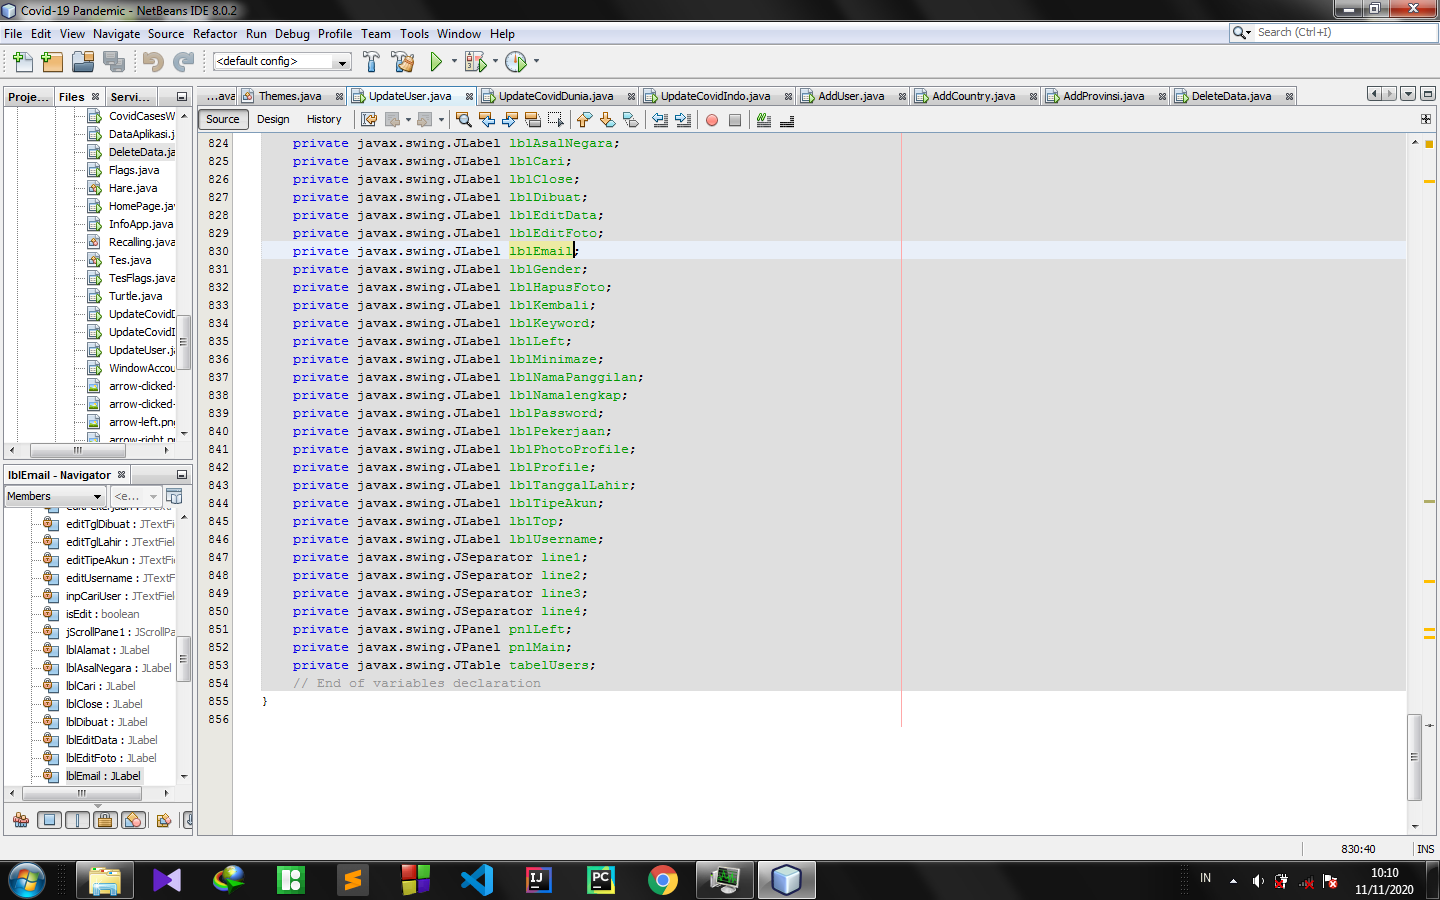 Covid-19 Pandemic - NetBeans IDE 8.0.2
File Edit View Navigate Source Refactor Run Debug Profile Team Tools Window Help
Search (Ctrl+I)
<default config>
Proje... Files Servi...
...ava Themes.java UpdateUser.java UpdateCovidDunia.java UpdateCovidIndo.java AddUser.java AddCountry.java AddProvinsi.java DeleteData.java
Source Design History
CovidCasesW
DataAplikasi.j
DeleteData.ja
Flags.java
Hare.java
HomePage.jav
InfoApp.java
Recalling.java
Tes.java
TesFlags.java
Turtle.java
UpdateCovidD
UpdateCovidI
UpdateUser.ja
WindowAccou
arrow-clicked-
arrow-clicked-
arrow-left.png
arrow-right.pn
lblEmail - Navigator
Members <e...
editTglDibuat : JTextFi
editTglLahir : JTextFiel
editTipeAkun : JTextFi
editUsername : JTextF
inpCariUser : JTextFiel
isEdit : boolean
jScrollPane1 : JScrollPa
lblAlamat : JLabel
lblAsalNegara : JLabel
lblCari : JLabel
lblClose : JLabel
lblDibuat : JLabel
lblEditData : JLabel
lblEditFoto : JLabel
lblEmail : JLabel
824 private javax.swing.JLabel lblAsalNegara;
825 private javax.swing.JLabel lblCari;
826 private javax.swing.JLabel lblClose;
827 private javax.swing.JLabel lblDibuat;
828 private javax.swing.JLabel lblEditData;
829 private javax.swing.JLabel lblEditFoto;
830 private javax.swing.JLabel lblEmail;
831 private javax.swing.JLabel lblGender;
832 private javax.swing.JLabel lblHapusFoto;
833 private javax.swing.JLabel lblKembali;
834 private javax.swing.JLabel lblKeyword;
835 private javax.swing.JLabel lblLeft;
836 private javax.swing.JLabel lblMinimaze;
837 private javax.swing.JLabel lblNamaPanggilan;
838 private javax.swing.JLabel lblNamalengkap;
839 private javax.swing.JLabel lblPassword;
840 private javax.swing.JLabel lblPekerjaan;
841 private javax.swing.JLabel lblPhotoProfile;
842 private javax.swing.JLabel lblProfile;
843 private javax.swing.JLabel lblTanggalLahir;
844 private javax.swing.JLabel lblTipeAkun;
845 private javax.swing.JLabel lblTop;
846 private javax.swing.JLabel lblUsername;
847 private javax.swing.JSeparator line1;
848 private javax.swing.JSeparator line2;
849 private javax.swing.JSeparator line3;
850 private javax.swing.JSeparator line4;
851 private javax.swing.JPanel pnlLeft;
852 private javax.swing.JPanel pnlMain;
853 private javax.swing.JTable tabelUsers;
854 // End of variables declaration
855 }
856
830:40 INS
IN
10:10
11/11/2020